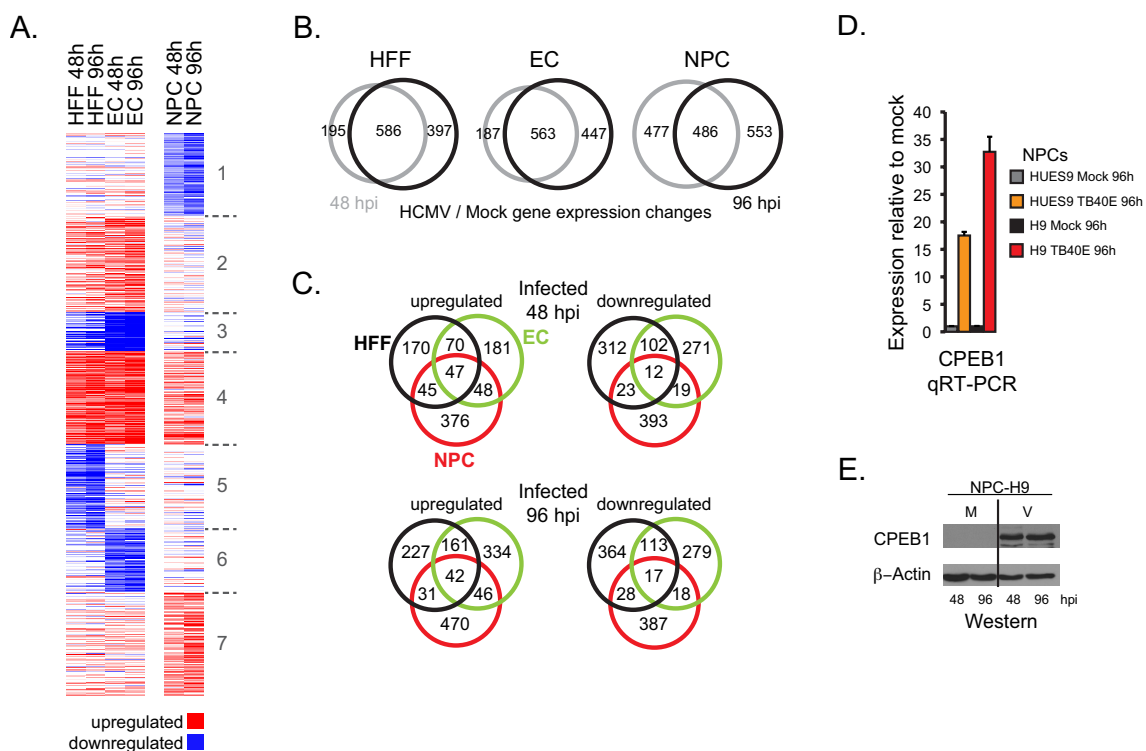 A.
HFF 48h
HFF 96h
EC 48h
EC 96h
NPC 48h
NPC 96h
1
2
3
4
5
6
7
upregulated
downregulated
B.
HFF
EC
NPC
195
586
397
187
563
447
477
486
553
48 hpi
HCMV / Mock gene expression changes
96 hpi
C.
upregulated
Infected
48 hpi
downregulated
HFF
EC
NPC
170
70
181
47
45
48
376
312
102
271
12
23
19
393
upregulated
Infected
96 hpi
downregulated
227
161
334
42
31
46
470
364
113
279
17
28
18
387
D.
Expression relative to mock
40
35
30
25
20
15
10
5
0
NPCs
HUES9 Mock 96h
HUES9 TB40E 96h
H9 Mock 96h
H9 TB40E 96h
CPEB1
qRT-PCR
E.
NPC-H9
M V
CPEB1
β-Actin
48 96 48 96 hpi
Western